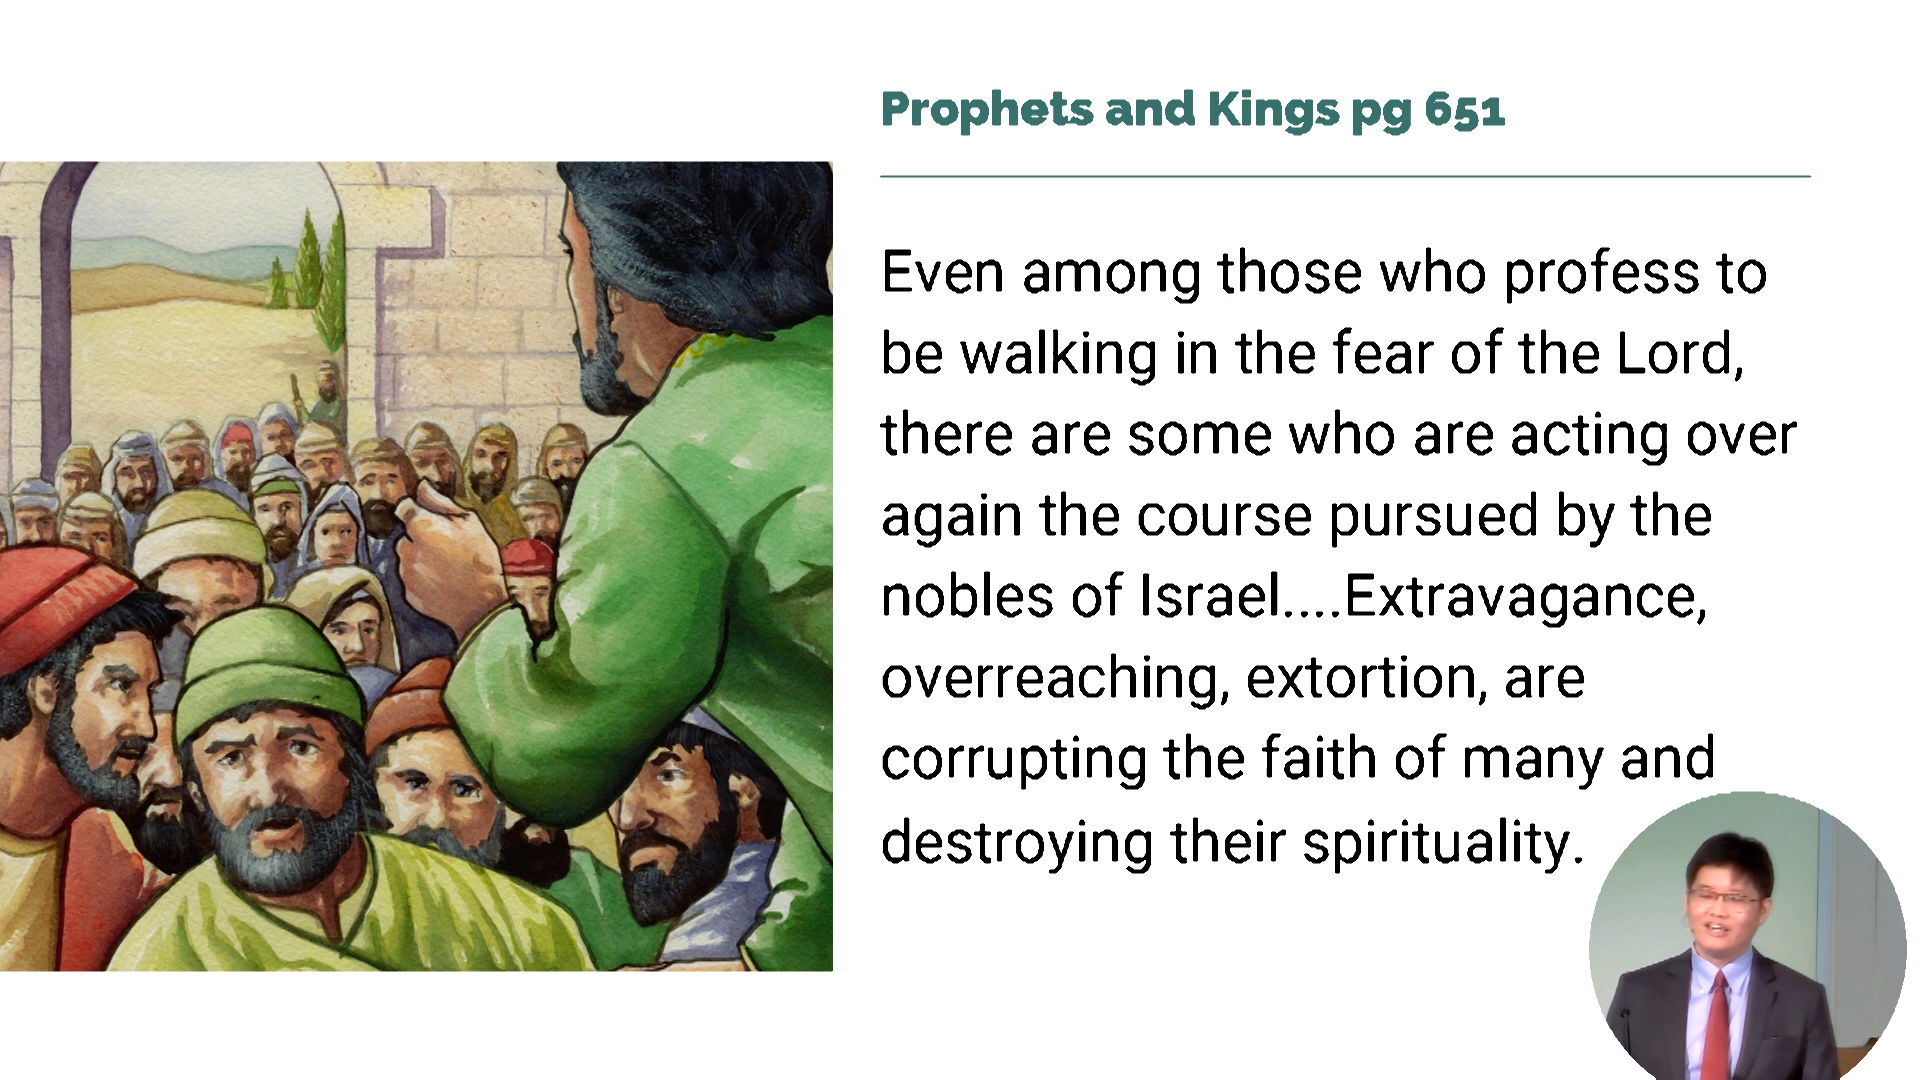 Prophets and Kings pg 651
Even among those who profess to
be walking in the fear of the Lord,
there are some who are acting over
again the course pursued by the
nobles of Israel....Extravagance,
overreaching, extortion, are
corrupting the faith of many and
destroying their spirituality.